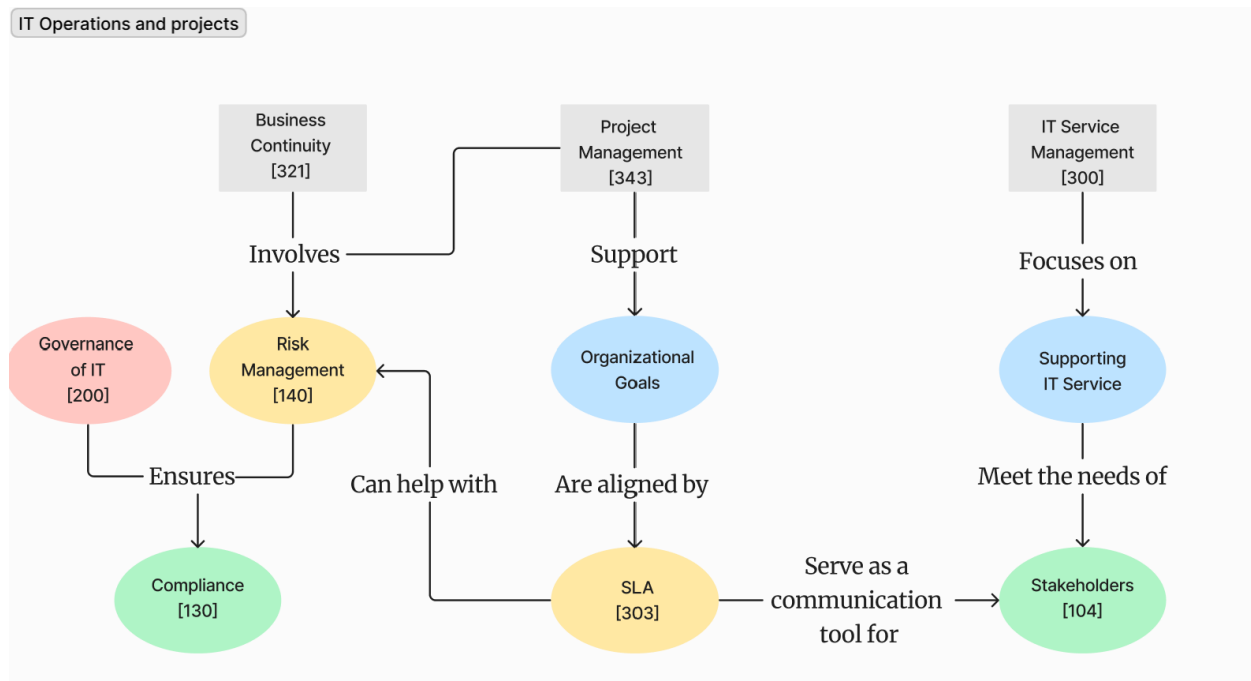 IT Operations and projects
Business
Continuity
[321]
Project
Management
[343]
IT Service
Management
[300]
Involves
Support
Focuses on
Governance
of IT
[200]
Risk
Management
[140]
Organizational
Goals
Supporting
IT Service
Ensures
Can help with
Are aligned by
Meet the needs of
Compliance
[130]
SLA
[303]
Serve as a
communication
tool for
Stakeholders
[104]